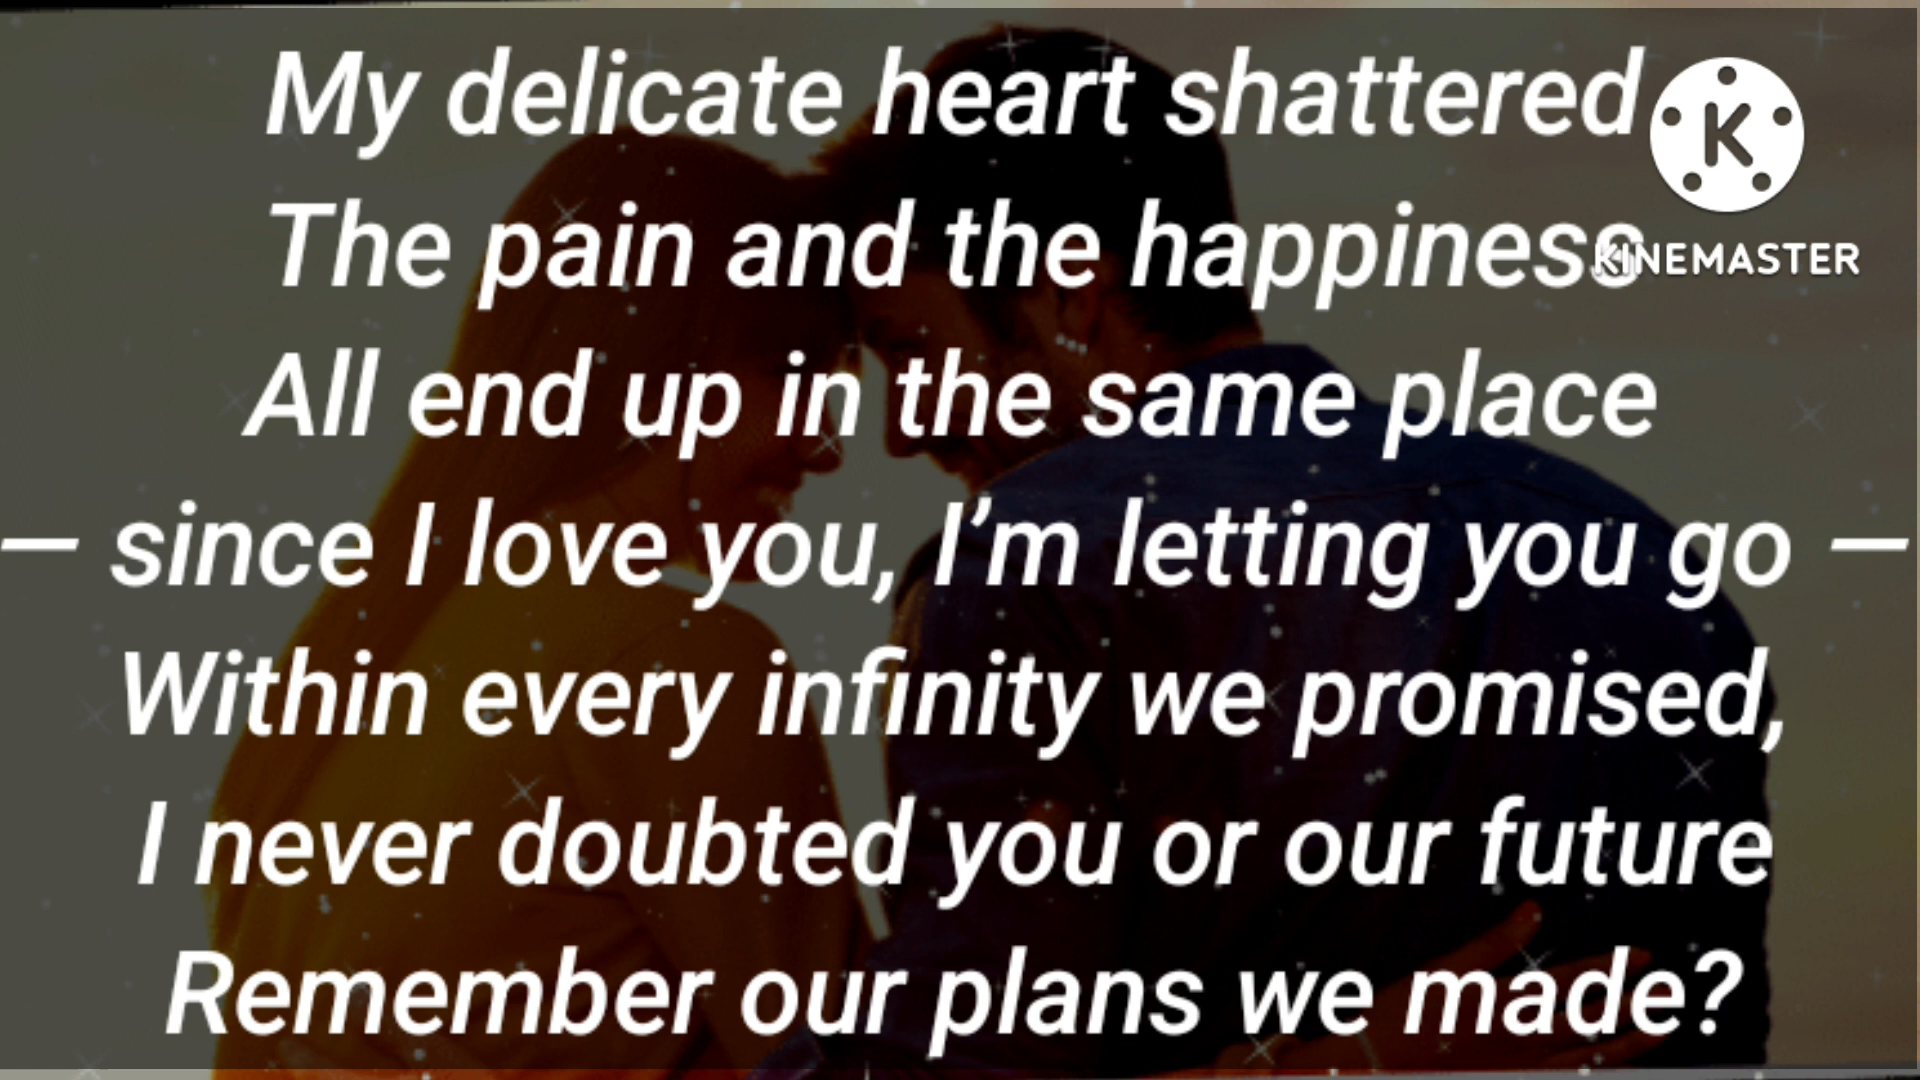 My delicate heart shattered
The pain and the happiness
All end up in the same place
– since I love you, I’m letting you go –
Within every infinity we promised,
I never doubted you or our future
Remember our plans we made?
K
KINEMASTER